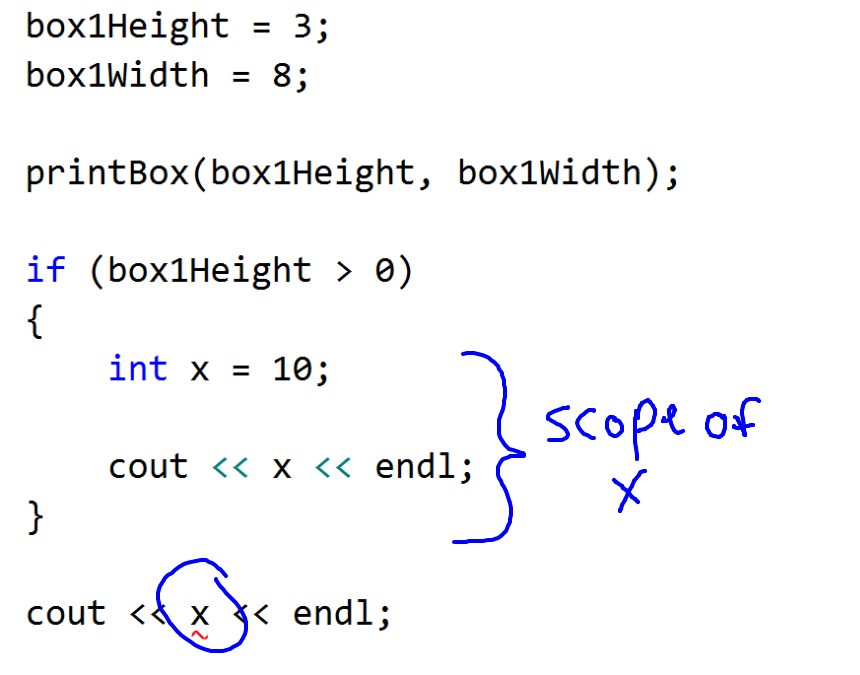 box1Height = 3;
box1Width = 8;
printBox(box1Height, box1Width);
if (box1Height > 0)
{
int x = 10;
scope of
cout << x << endl;
x
}
cout << x << endl;